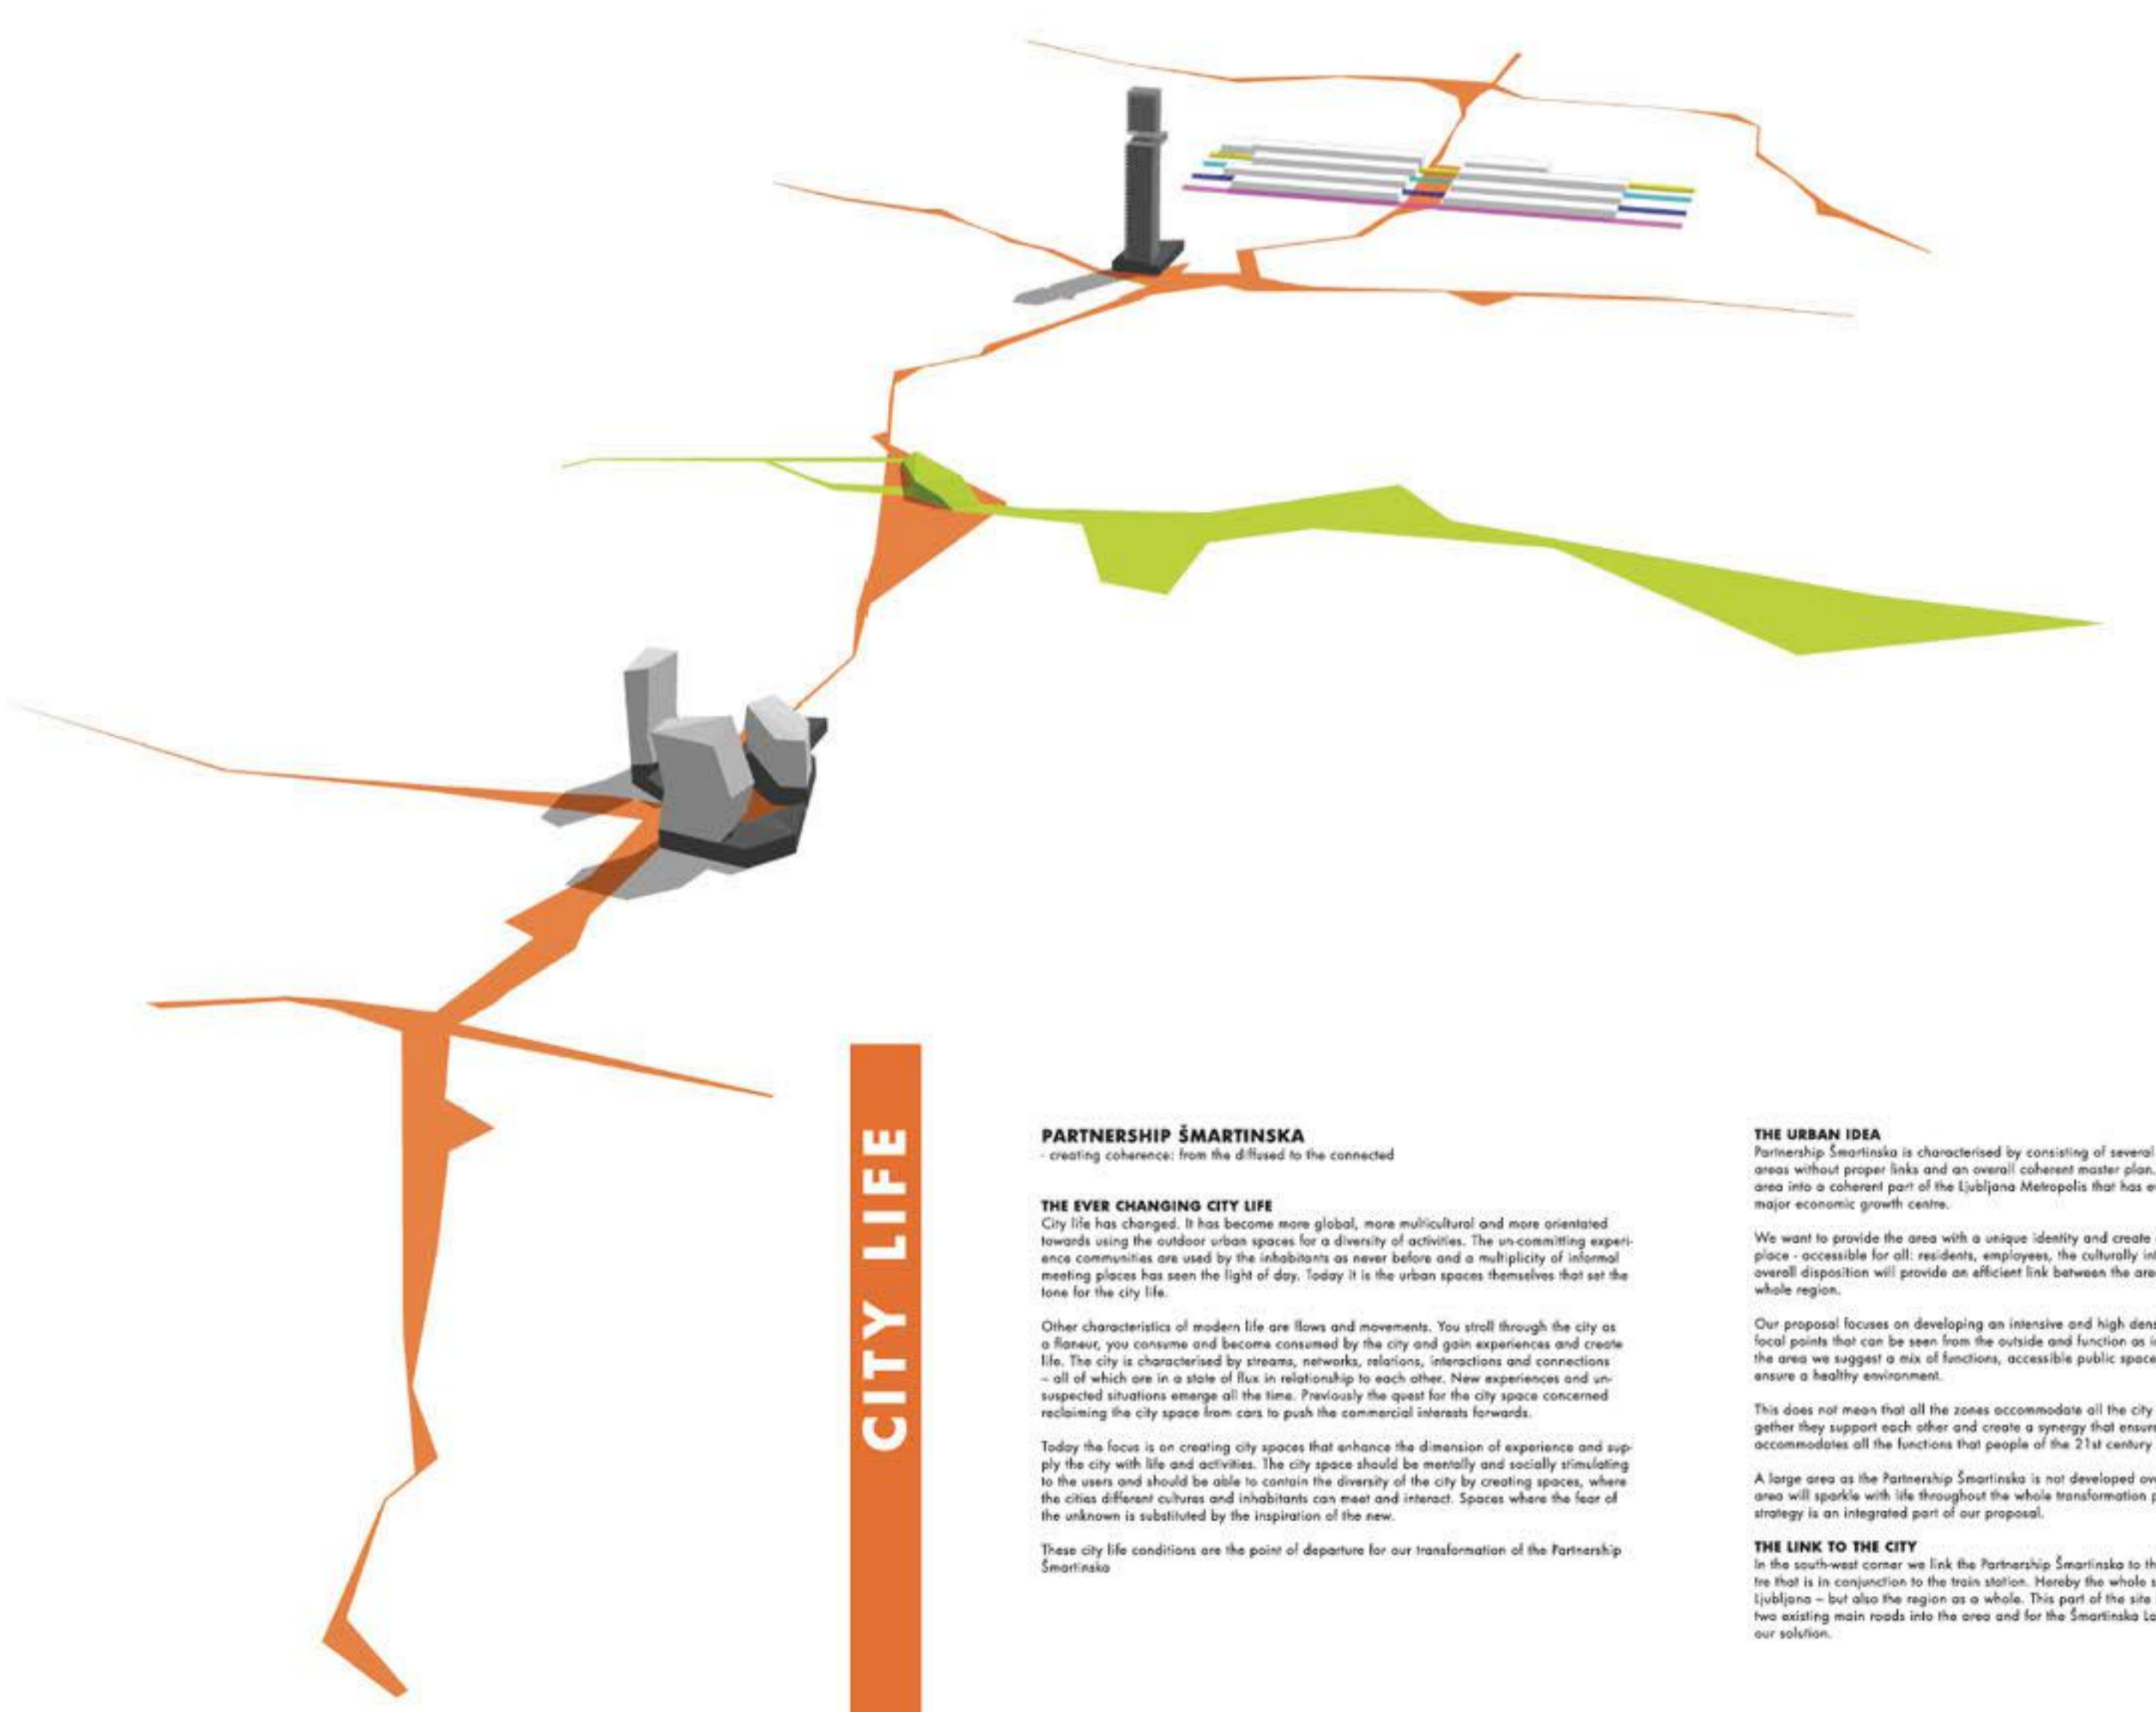 CITY LIFE
PARTNERSHIP ŠMARTINSKA
- creating coherence: from the diffused to the connected
THE EVER CHANGING CITY LIFE
City life has changed. It has become more global, more multicultural and more orientated
towards using the outdoor urban spaces for a diversity of activities. The un-committing experi-
ence communities are used by the inhabitants as never before and a multiplicity of informal
meeting places has seen the light of day. Today it is the urban spaces themselves that set the
tone for the city life.
Other characteristics of modern life are flows and movements. You stroll through the city as
a flaneur, you consume and become consumed by the city and gain experiences and create
life. The city is characterised by streams, networks, relations, interactions and connections
– all of which are in a state of flux in relationship to each other. New experiences and un-
suspected situations emerge all the time. Previously the quest for the city space concerned
reclaiming the city space from cars to push the commercial interests forwards.
Today the focus is on creating city spaces that enhance the dimension of experience and sup-
ply the city with life and activities. The city space should be mentally and socially stimulating
to the users and should be able to contain the diversity of the city by creating spaces, where
the cities different cultures and inhabitants can meet and interact. Spaces where the fear of
the unknown is substituted by the inspiration of the new.
These city life conditions are the point of departure for our transformation of the Partnership
Šmartinska
THE URBAN IDEA
Partnership Šmartinska is characterised by consisting of several
areas without proper links and an overall coherent master plan.
area into a coherent part of the Ljubljana Metropolis that has
major economic growth centre.
We want to provide the area with a unique identity and create
place - accessible for all: residents, employees, the culturally
overall disposition will provide an efficient link between the
whole region.
Our proposal focuses on developing an intensive and high
focal points that can be seen from the outside and function as
the area we suggest a mix of functions, accessible public
ensure a healthy environment.
This does not mean that all the zones accommodate all the city
gether they support each other and create a synergy that
accommodates all the functions that people of the 21st century
A large area as the Partnership Šmartinska is not developed
area will sparkle with life throughout the whole transformation
strategy is an integrated part of our proposal.
THE LINK TO THE CITY
In the south-west corner we link the Partnership Šmartinska to
tre that is in conjunction to the train station. Hereby the whole
Ljubljana – but also the region as a whole. This part of the site
two existing main roads into the area and for the Šmartinska
our solution.